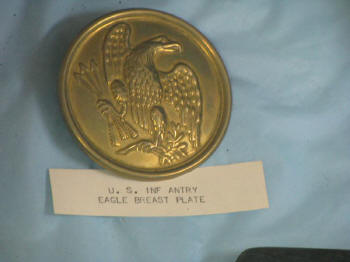 U. S. INF ANTRY
EAGLE BREAST PLATE